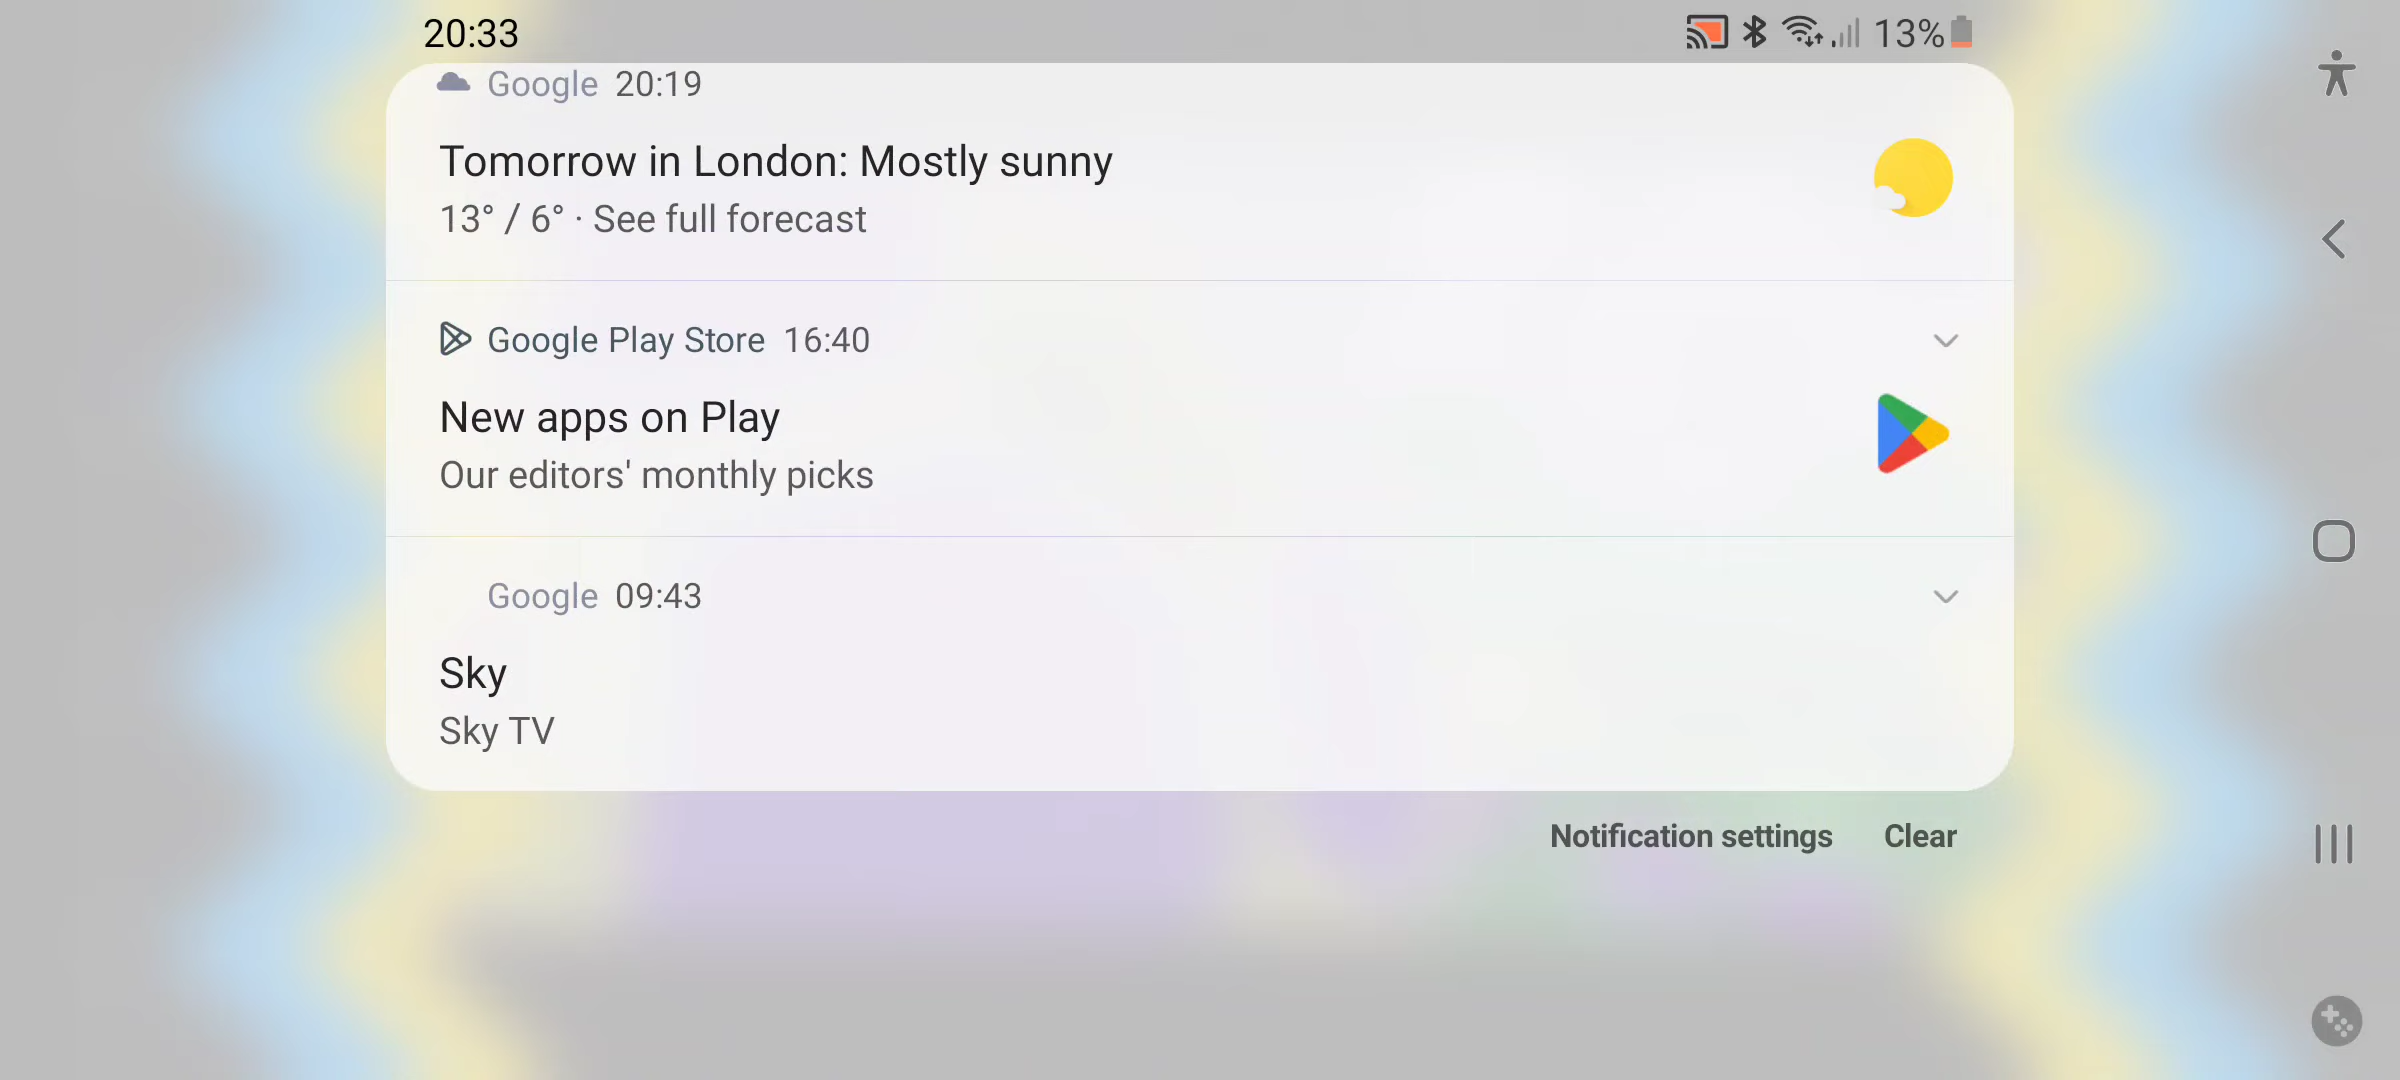 20:33
13%
Google 20:19
Tomorrow in London: Mostly sunny
13° / 6° · See full forecast
Google Play Store 16:40
New apps on Play
Our editors' monthly picks
Google 09:43
Sky
Sky TV
Notification settings Clear